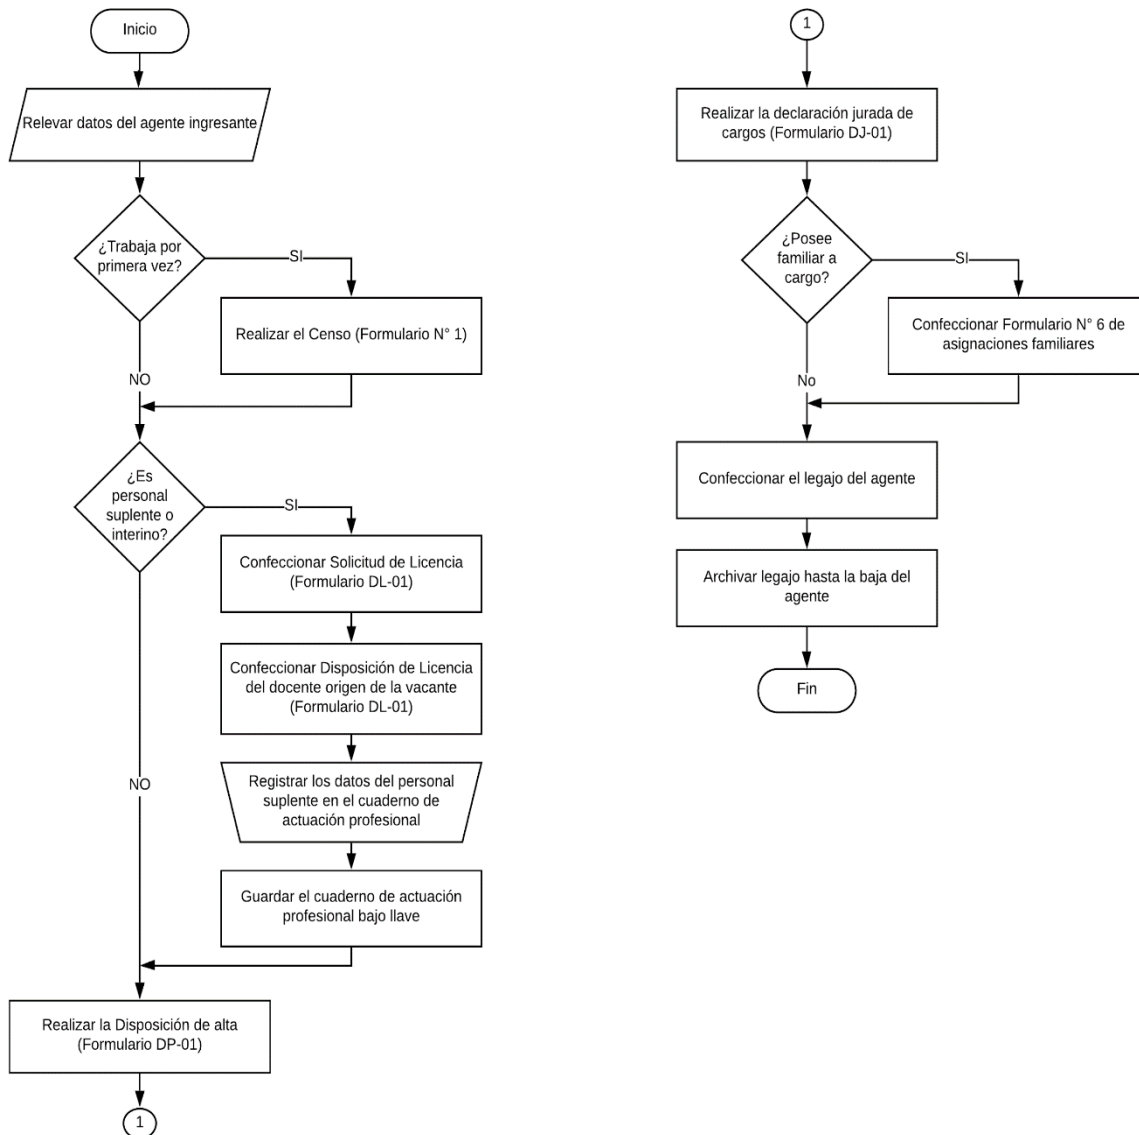 Inicio
Relevar datos del agente ingresante
¿Trabaja por
primera vez?
SI
Realizar el Censo (Formulario N° 1)
NO
¿Es
personal
suplente o
interino?
SI
Confeccionar Solicitud de Licencia
(Formulario DL-01)
Confeccionar Disposición de Licencia
del docente origen de la vacante
(Formulario DL-01)
Registrar los datos del personal
suplente en el cuaderno de
actuación profesional
NO
Guardar el cuaderno de actuación
profesional bajo llave
Realizar la Disposición de alta
(Formulario DP-01)
1
1
Realizar la declaración jurada de
cargos (Formulario DJ-01)
¿Posee
familiar a
cargo?
SI
Confeccionar Formulario N° 6 de
asignaciones familiares
No
Confeccionar el legajo del agente
Archivar legajo hasta la baja del
agente
Fin